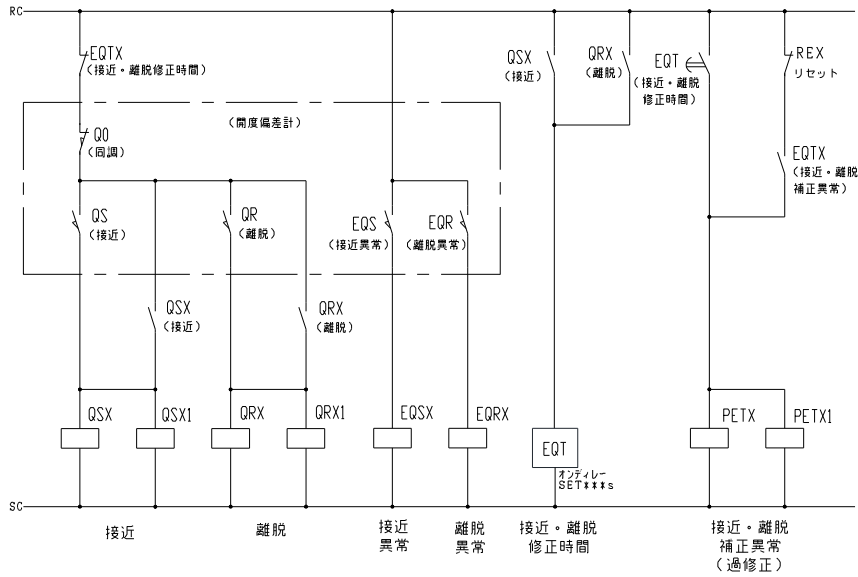 RC
EQTX
(接近・離脱修正時間)
(開度偏差計)
QO
(同調)
QS
(接近)
QR
(離脱)
EQS
(接近異常)
EQR
(離脱異常)
QSX
(接近)
QRX
(離脱)
QSX
(接近)
QRX
(離脱)
EQT
(接近・離脱
修正時間)
REX
リセット
EQTX
(接近・離脱
補正異常)
QSX
QSX1
QRX
QRX1
EQSX
EQRX
EQT
オンディレー
SET***s
PETX
PETX1
SC
接近
離脱
接近
異常
離脱
異常
接近・離脱
修正時間
接近・離脱
補正異常
(過修正)